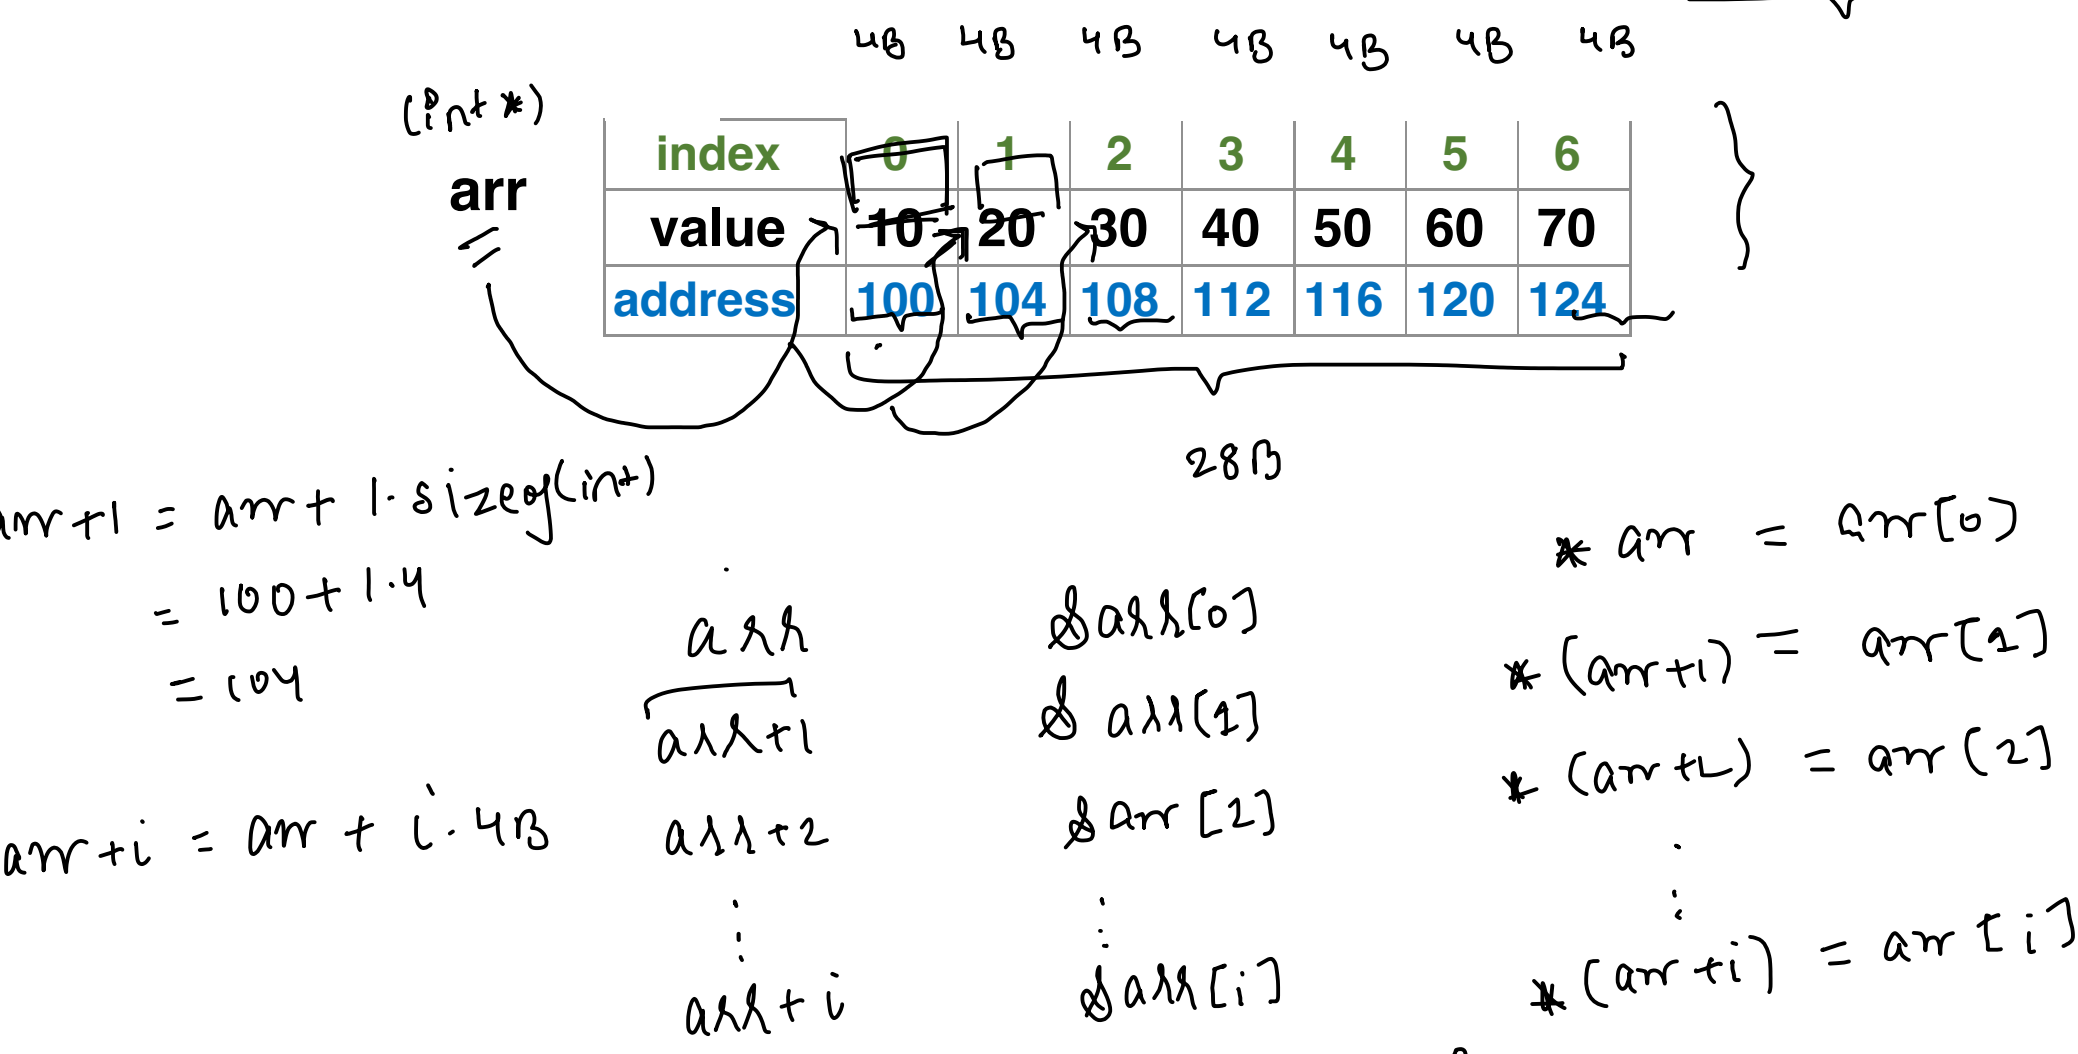 4B 4B 4B 4B 4B 4B 4B
(int *)
arr
index 0 1 2 3 4 5 6
value 10 20 30 40 50 60 70
address 100 104 108 112 116 120 124
28B
arr+1 = arr + 1.sizeof(int)
= 100 + 1.4
= 104
arr+i = arr + i.4B
arr &arr[0]
arr+1 &arr[1]
arr+2 &arr[2]
arr+i &arr[i]
*arr = arr[0]
*(arr+1) = arr[1]
*(arr+2) = arr[2]
*(arr+i) = arr[i]